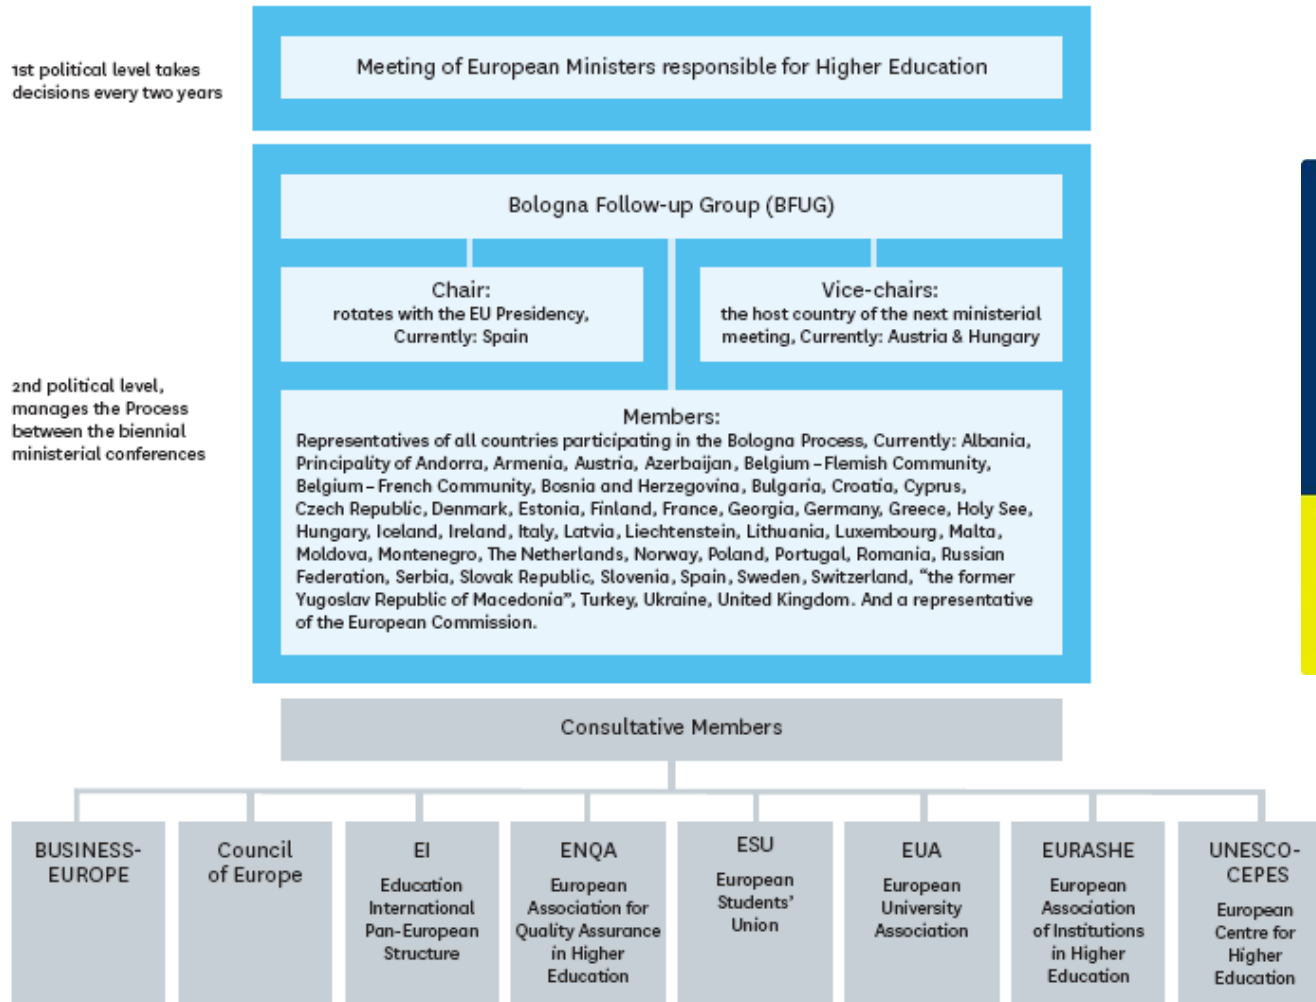 1st political level takes
decisions every two years
Meeting of European Ministers responsible for Higher Education
Bologna Follow-up Group (BFUG)
Chair:
rotates with the EU Presidency,
Currently: Spain
Vice-chairs:
the host country of the next ministerial
meeting, Currently: Austria & Hungary
2nd political level,
manages the Process
between the biennial
ministerial conferences
Members:
Representatives of all countries participating in the Bologna Process, Currently: Albania,
Principality of Andorra, Armenia, Austria, Azerbaijan, Belgium – Flemish Community,
Belgium – French Community, Bosnia and Herzegovina, Bulgaria, Croatia, Cyprus,
Czech Republic, Denmark, Estonia, Finland, France, Georgia, Germany, Greece, Holy See,
Hungary, Iceland, Ireland, Italy, Latvia, Liechtenstein, Lithuania, Luxembourg, Malta,
Moldova, Montenegro, The Netherlands, Norway, Poland, Portugal, Romania, Russian
Federation, Serbia, Slovak Republic, Slovenia, Spain, Sweden, Switzerland, “the former
Yugoslav Republic of Macedonia”, Turkey, Ukraine, United Kingdom. And a representative
of the European Commission.
Consultative Members
BUSINESS-
EUROPE
Council
of Europe
EI
Education
International
Pan-European
Structure
ENQA
European
Association for
Quality Assurance
in Higher
Education
ESU
European
Students’
Union
EUA
European
University
Association
EURASHE
European
Association
of Institutions
in Higher
Education
UNESCO-
CEPES
European
Centre for
Higher
Education